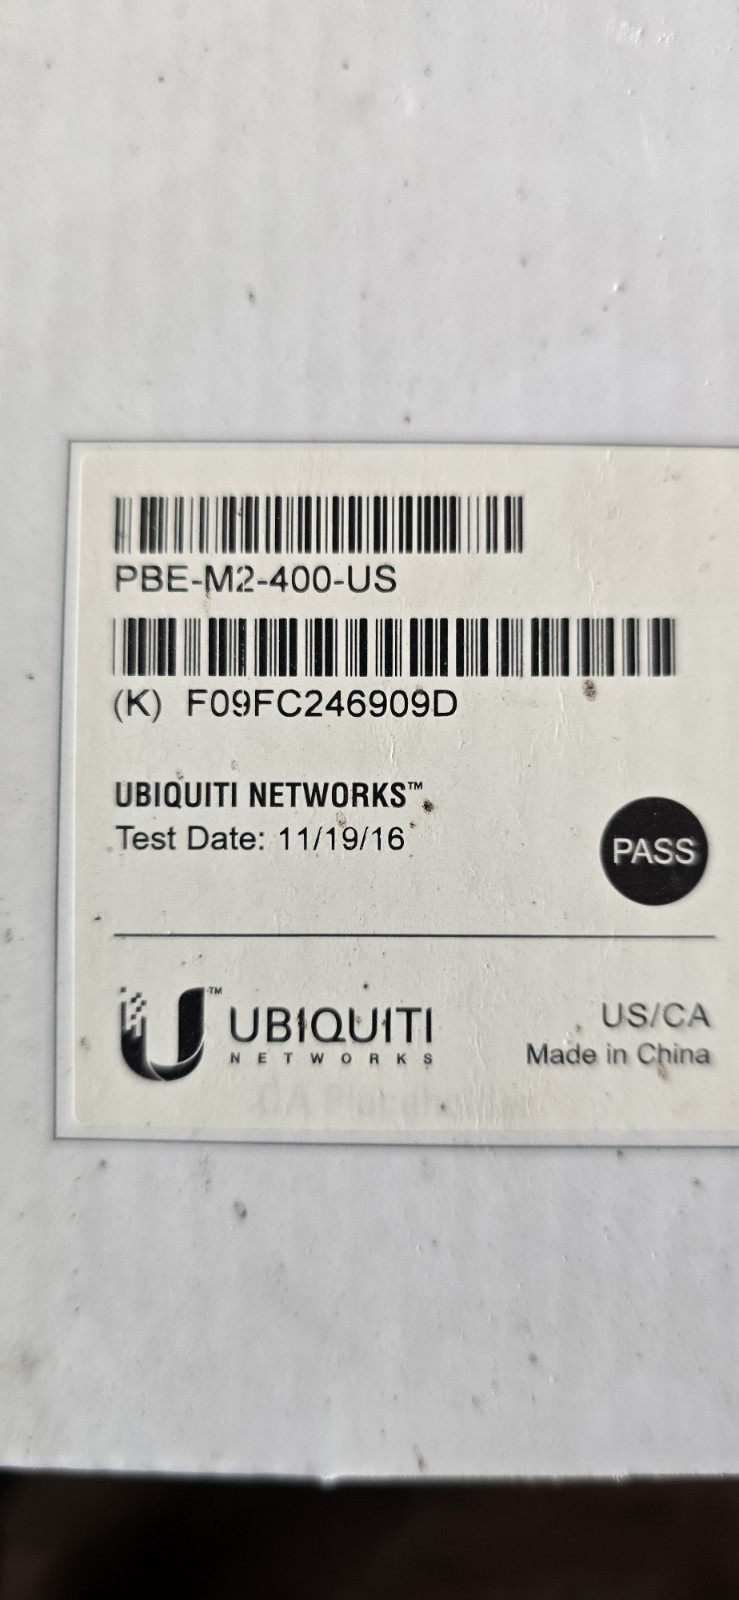 PBE-M2-400-US
(K) F09FC246909D
UBIQUITI NETWORKS™
Test Date: 11/19/16
PASS
UBIQUITI™
NETWORKS
US/CA
Made in China